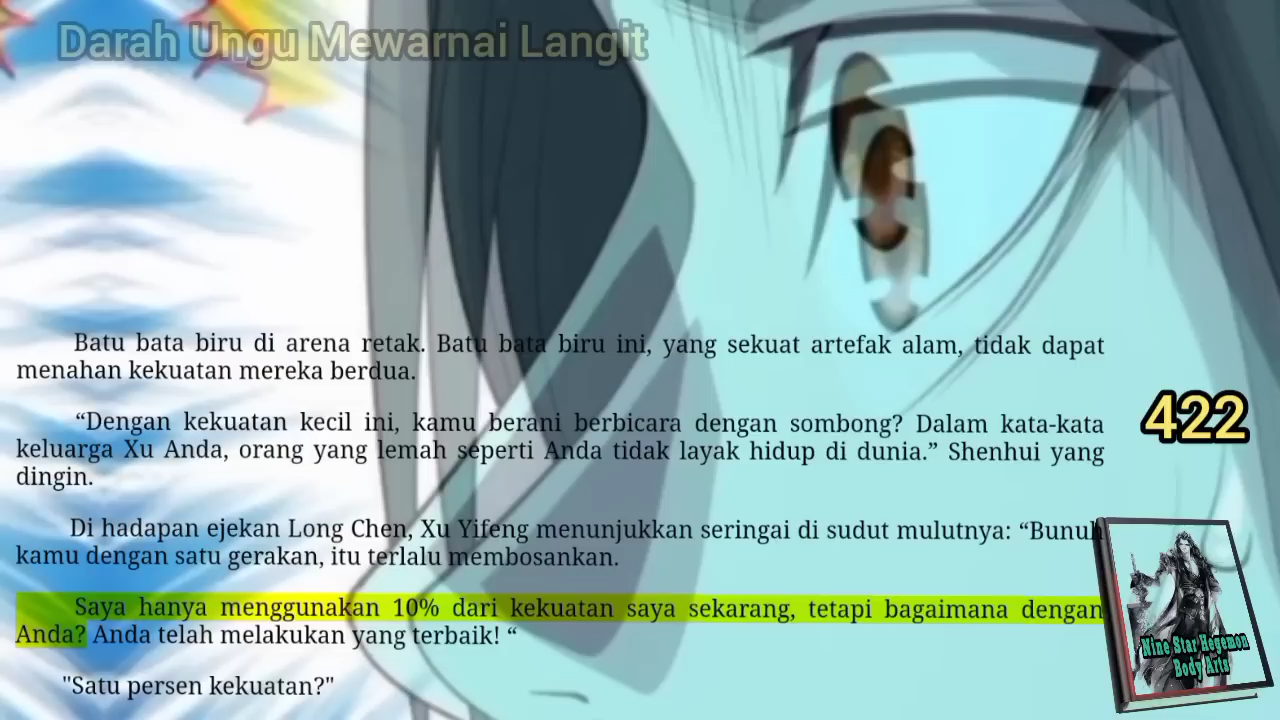 Darah Ungu Mewarnai Langit
Batu bata biru di arena retak. Batu bata biru ini, yang sekuat artefak alam, tidak dapat
menahan kekuatan mereka berdua.
“Dengan kekuatan kecil ini, kamu berani berbicara dengan sombong? Dalam kata-kata
keluarga Xu Anda, orang yang lemah seperti Anda tidak layak hidup di dunia.” Shenhui yang
dingin.
Di hadapan ejekan Long Chen, Xu Yifeng menunjukkan seringai di sudut mulutnya: “Bunuh
kamu dengan satu gerakan, itu terlalu membosankan.
Saya hanya menggunakan 10% dari kekuatan saya sekarang, tetapi bagaimana dengan
Anda? Anda telah melakukan yang terbaik! “
"Satu persen kekuatan?"
422
Nine Star Hegemon
Body Arts